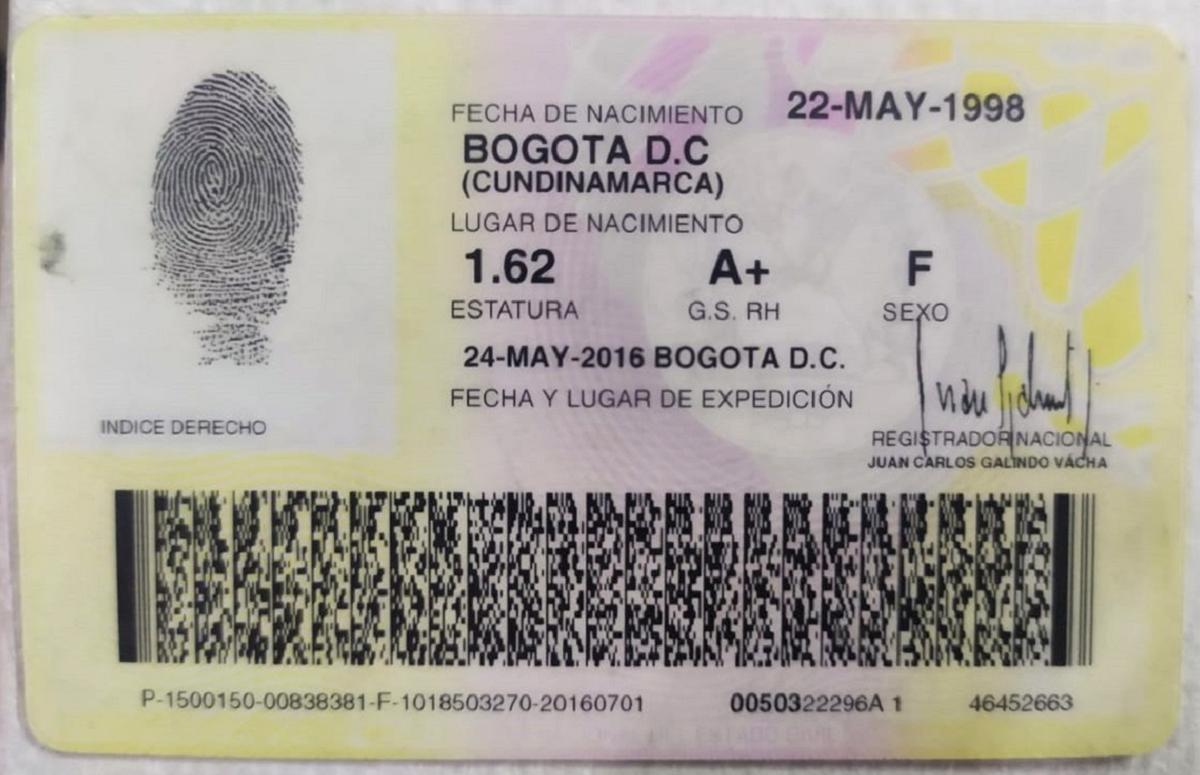 FECHA DE NACIMIENTO 22-MAY-1998
BOGOTA D.C
(CUNDINAMARCA)
LUGAR DE NACIMIENTO
1.62 A+ F
ESTATURA G.S. RH SEXO
24-MAY-2016 BOGOTA D.C.
FECHA Y LUGAR DE EXPEDICIÓN
INDICE DERECHO
REGISTRADOR NACIONAL
JUAN CARLOS GALINDO VÁCHA
P-1500150-00838381-F-1018503270-20160701 0050322296A 1 46452663